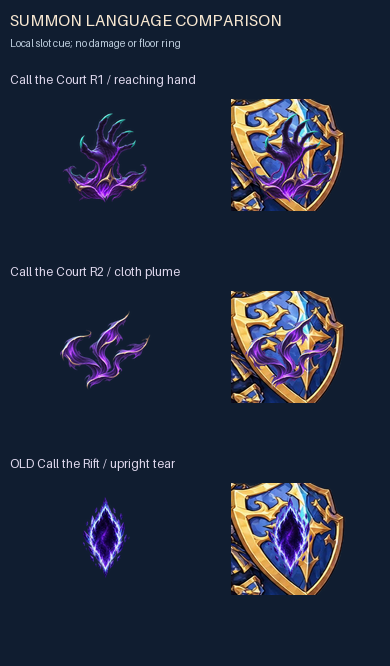 SUMMON LANGUAGE COMPARISON
Local slot cue; no damage or floor ring
Call the Court R1 / reaching hand
Call the Court R2 / cloth plume
OLD Call the Rift / upright tear